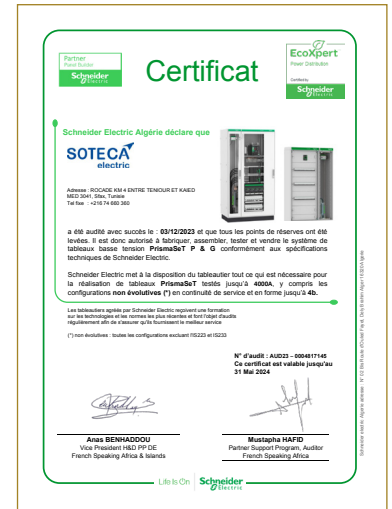 Partner
Panel Builder
Schneider
Electric
Certificat
EcoXpert
Power Distribution
Certified by
Schneider
Electric
Schneider Electric Algérie déclare que
SOTECA
electric
Adresse : ROCADE KM 4 ENTRE TENIOUR ET KAIED
MED 3041, Sfax, Tunisie
Tel fixe : +216 74 660 360
a été audité avec succès le : 03/12/2023 et que tous les points de réserves ont été
levées. Il est donc autorisé à fabriquer, assembler, tester et vendre le système de
tableaux basse tension PrismaSeT P & G conformément aux spécifications
techniques de Schneider Electric.
Schneider Electric met à la disposition du tableautier tout ce qui est nécessaire pour
la réalisation de tableaux PrismaSeT testés jusqu'à 4000A, y compris les
configurations non évolutives (*) en continuité de service et en forme jusqu'à 4b.
Les tableautiers agréés par Schneider Electric reçoivent une formation
sur les technologies et les normes les plus récentes et font l'objet d'audits
régulièrement afin de s'assurer qu'ils fournissent le meilleur service
(*) non évolutives : toutes les configurations excluant l'IS223 et IS233
N° d'audit : AUD23 – 0004817145
Ce certificat est valable jusqu'au
31 Mai 2024
Anas BENHADDOU
Vice President H&D PP DE
French Speaking Africa & Islands
Mustapha HAFID
Partner Support Program, Auditor
French Speaking Africa
Life Is On
Schneider
Electric